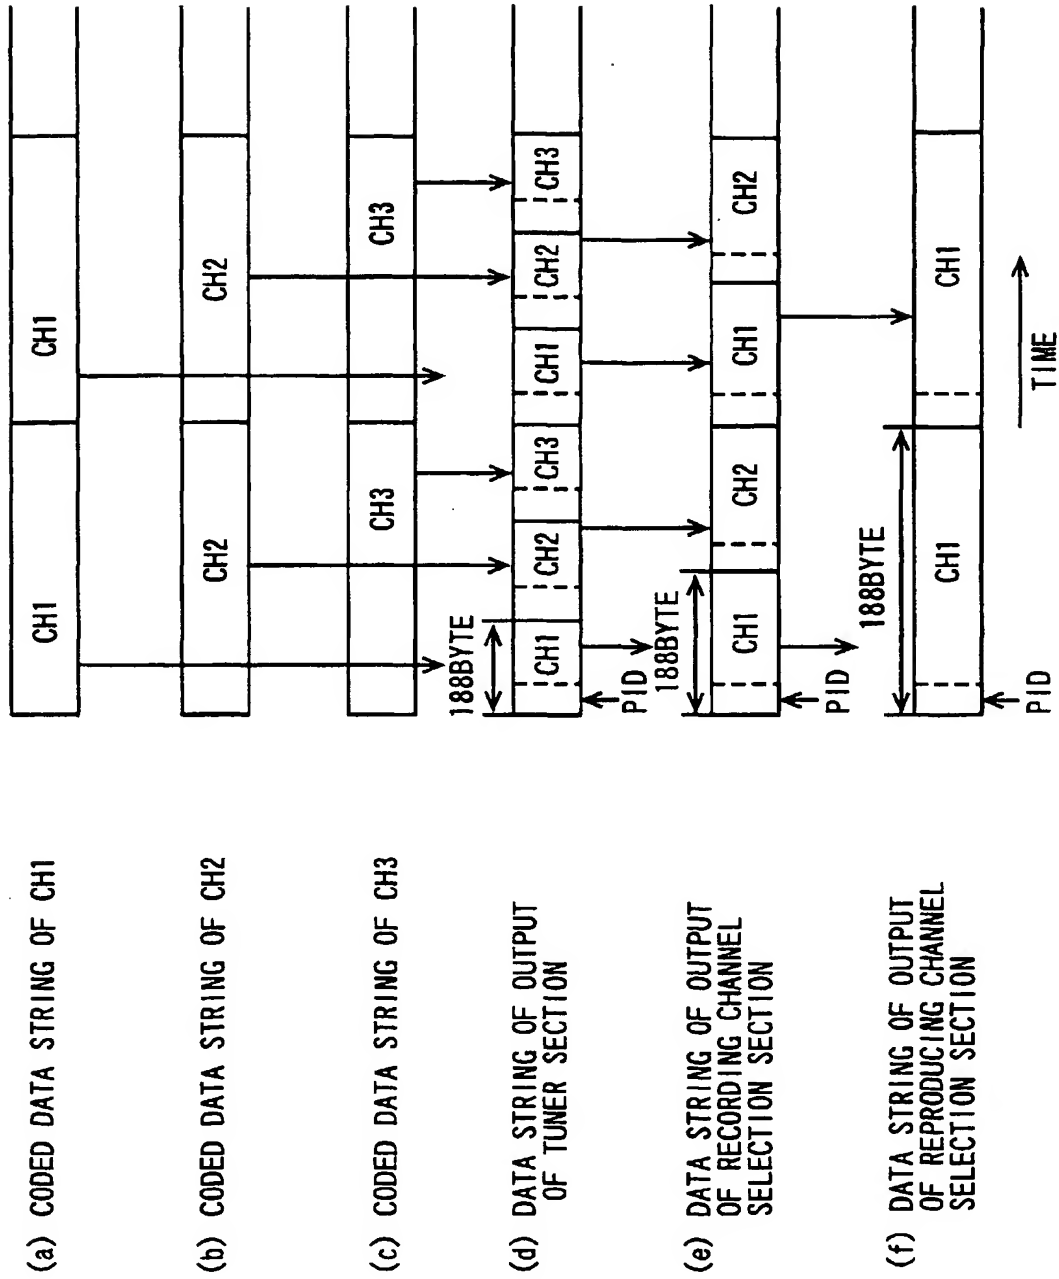 (a) CODED DATA STRING OF CH1
CH1
CH1
(b) CODED DATA STRING OF CH2
CH2
CH2
(c) CODED DATA STRING OF CH3
CH3
CH3
(d) DATA STRING OF OUTPUT
OF TUNER SECTION
188BYTE
PID
CH1
CH2
CH3
CH1
CH2
CH3
(e) DATA STRING OF OUTPUT
OF RECORDING CHANNEL
SELECTION SECTION
188BYTE
PID
CH1
CH2
CH1
CH2
(f) DATA STRING OF OUTPUT
OF REPRODUCING CHANNEL
SELECTION SECTION
188BYTE
PID
CH1
CH1
TIME